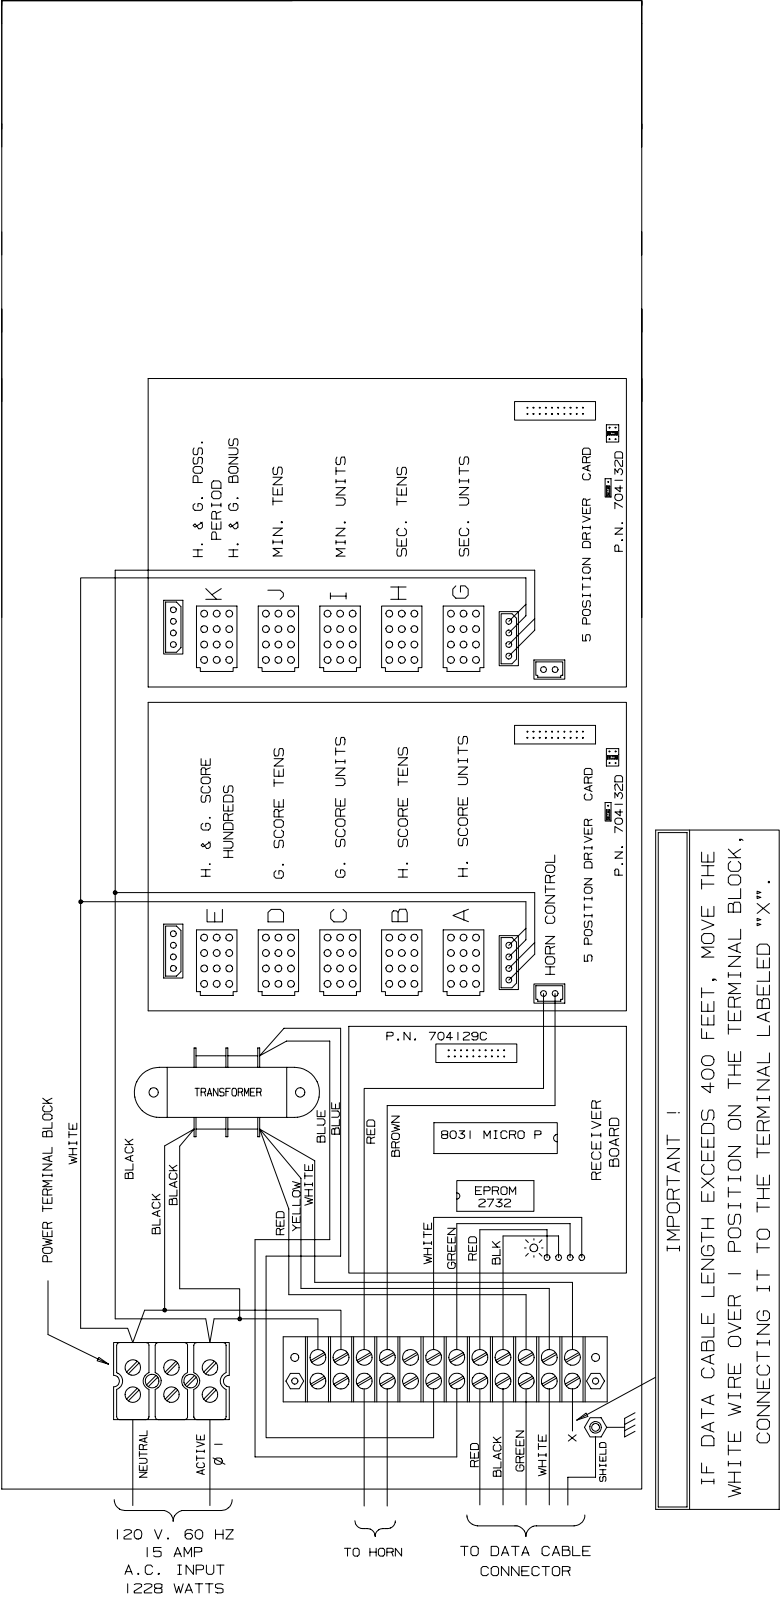 H. & G. POSS.
PERIOD
H. & G. BONUS
MIN. TENS
MIN. UNITS
SEC. TENS
SEC. UNITS
K
J
I
H
G
5 POSITION DRIVER CARD
P.N. 704132D
H. & G. SCORE
HUNDREDS
G. SCORE TENS
G. SCORE UNITS
H. SCORE TENS
H. SCORE UNITS
E
D
C
B
A
HORN CONTROL
5 POSITION DRIVER CARD
P.N. 704132D
POWER TERMINAL BLOCK
WHITE
BLACK
BLACK
BLACK
TRANSFORMER
BLUE
BLUE
RED
YELLOW
WHITE
P.N. 704129C
RED
BROWN
8031 MICRO P
EPROM
2732
RECEIVER
BOARD
WHITE
GREEN
RED
BLK
NEUTRAL
ACTIVE
Ø 1
RED
BLACK
GREEN
WHITE
X
SHIELD
120 V. 60 HZ
15 AMP
A.C. INPUT
1228 WATTS
TO HORN
TO DATA CABLE
CONNECTOR
IMPORTANT !
IF DATA CABLE LENGTH EXCEEDS 400 FEET, MOVE THE
WHITE WIRE OVER 1 POSITION ON THE TERMINAL BLOCK,
CONNECTING IT TO THE TERMINAL LABELED "X".